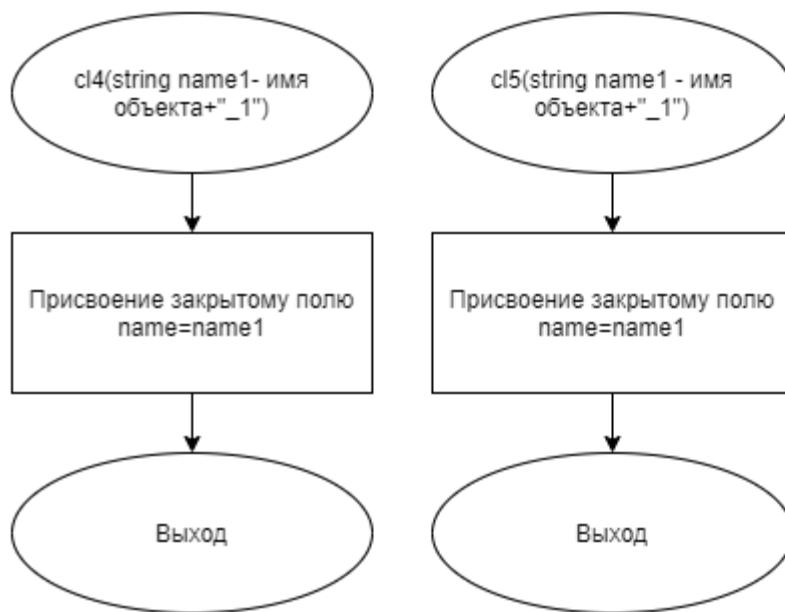 cl4(string name1- имя
объекта+"_1")
cl5(string name1 - имя
объекта+"_1")
Присвоение закрытому полю
name=name1
Присвоение закрытому полю
name=name1
Выход
Выход